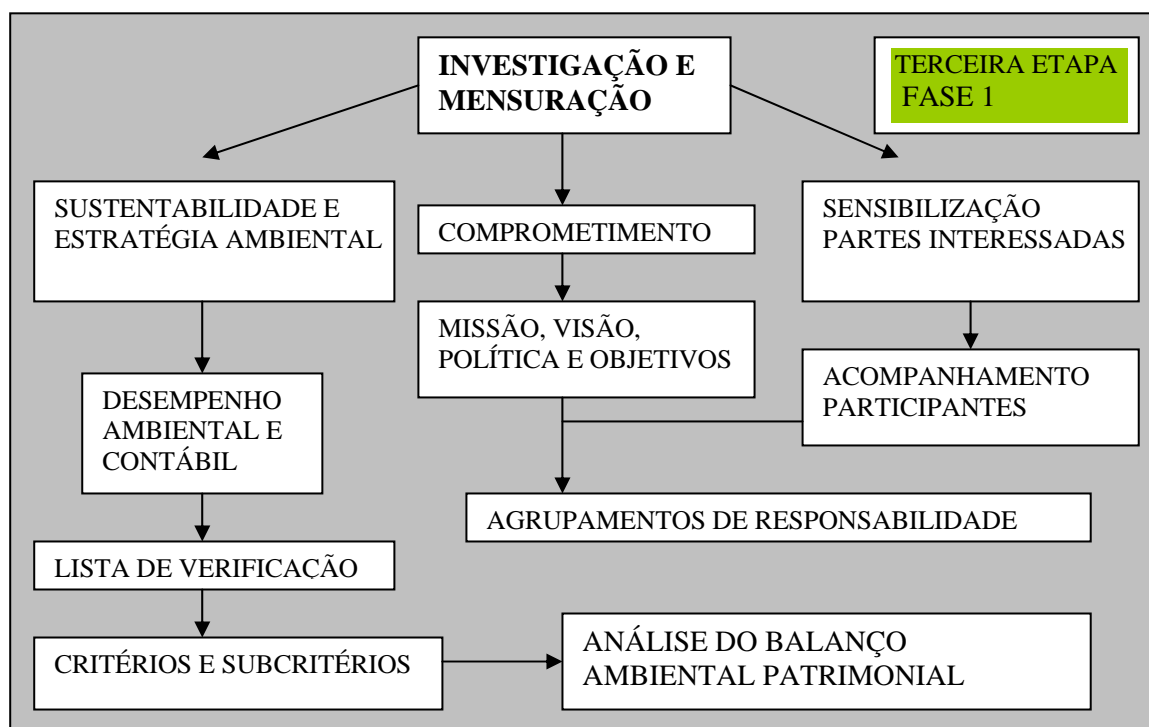 INVESTIGAÇÃO E
MENSURAÇÃO
TERCEIRA ETAPA
FASE 1
SUSTENTABILIDADE E
ESTRATÉGIA AMBIENTAL
COMPROMETIMENTO
SENSIBILIZAÇÃO
PARTES INTERESSADAS
MISSÃO, VISÃO,
POLÍTICA E OBJETIVOS
ACOMPANHAMENTO
PARTICIPANTES
DESEMPENHO
AMBIENTAL E
CONTÁBIL
AGRUPAMENTOS DE RESPONSABILIDADE
LISTA DE VERIFICAÇÃO
CRITÉRIOS E SUBCRITÉRIOS
ANÁLISE DO BALANÇO
AMBIENTAL PATRIMONIAL